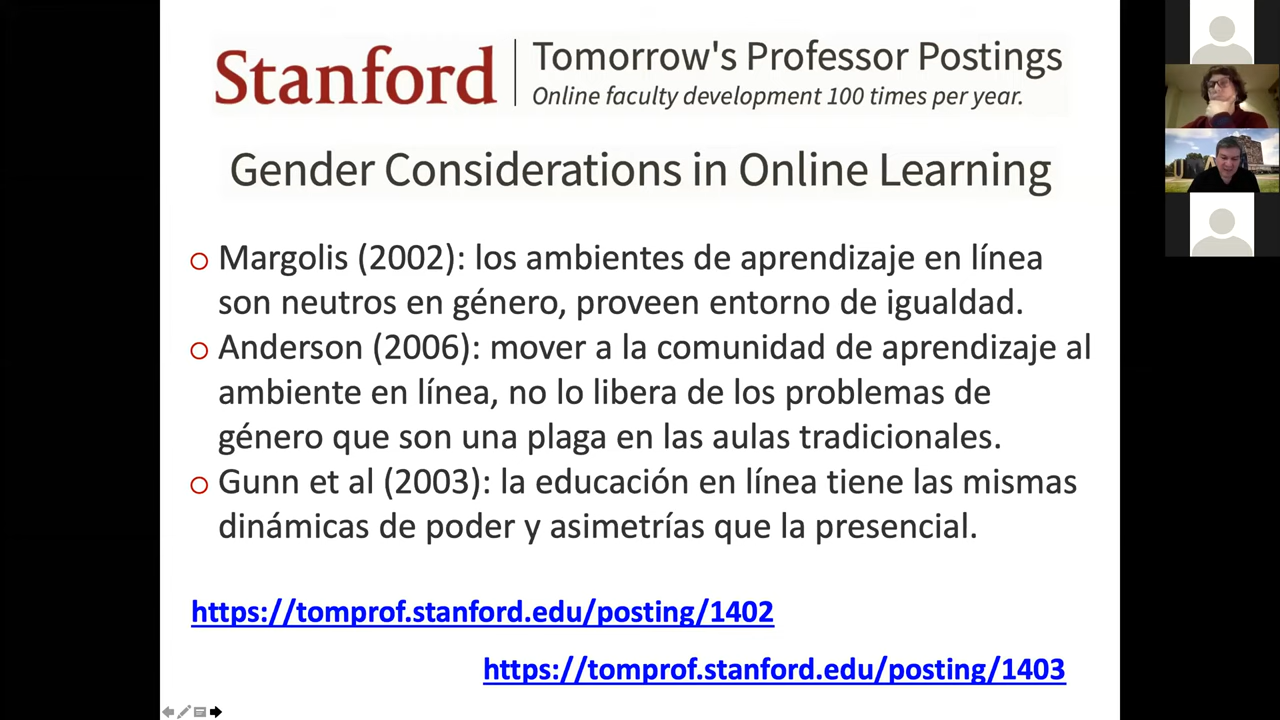 Stanford
Tomorrow's Professor Postings
Online faculty development 100 times per year.
Gender Considerations in Online Learning
Margolis (2002): los ambientes de aprendizaje en línea
son neutros en género, proveen entorno de igualdad.
Anderson (2006): mover a la comunidad de aprendizaje al
ambiente en línea, no lo libera de los problemas de
género que son una plaga en las aulas tradicionales.
Gunn et al (2003): la educación en línea tiene las mismas
dinámicas de poder y asimetrías que la presencial.
https://tomprof.stanford.edu/posting/1402
https://tomprof.stanford.edu/posting/1403